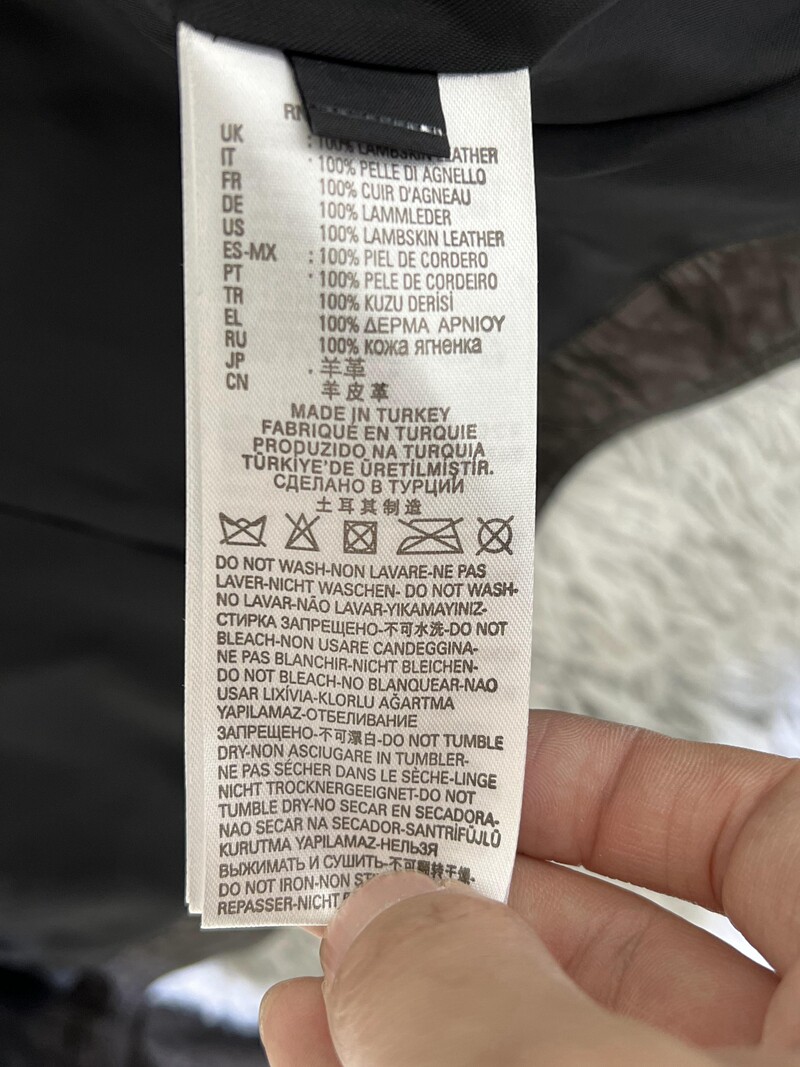 RN
UK : 100% LAMBSKIN LEATHER
IT : 100% PELLE DI AGNELLO
FR 100% CUIR D'AGNEAU
DE 100% LAMMLEDER
US 100% LAMBSKIN LEATHER
ES-MX : 100% PIEL DE CORDERO
PT : 100% PELE DE CORDEIRO
TR 100% KUZU DERİSİ
EL 100% ΔΕΡΜΑ ΑΡΝΙΟΥ
RU 100% кожа ягненка
JP . 羊革
CN 羊皮革
MADE IN TURKEY
FABRIQUÉ EN TURQUIE
PRODUZIDO NA TURQUIA
TÜRKİYE'DE ÜRETİLMİŞTİR.
СДЕЛАНО В ТУРЦИИ
土耳其制造
DO NOT WASH-NON LAVARE-NE PAS
LAVER-NICHT WASCHEN- DO NOT WASH-
NO LAVAR-NÃO LAVAR-YIKAMAYINIZ-
СТИРКА ЗАПРЕЩЕНО-不可水洗-DO NOT
BLEACH-NON USARE CANDEGGINA-
NE PAS BLANCHIR-NICHT BLEICHEN-
DO NOT BLEACH-NO BLANQUEAR-NAO
USAR LIXÍVIA-KLORLU AĞARTMA
YAPILAMAZ-ОТБЕЛИВАНИЕ
ЗАПРЕЩЕНО-不可漂白-DO NOT TUMBLE
DRY-NON ASCIUGARE IN TUMBLER-
NE PAS SÉCHER DANS LE SÈCHE-LINGE
NICHT TROCKNERGEEIGNET-DO NOT
TUMBLE DRY-NO SECAR EN SECADORA-
NAO SECAR NA SECADOR-SANTRİFÜJLÜ
KURUTMA YAPILAMAZ-НЕЛЬЗЯ
ВЫЖИМАТЬ И СУШИТЬ-不可翻转干燥-
DO NOT IRON-NON
REPASSER-NICHT